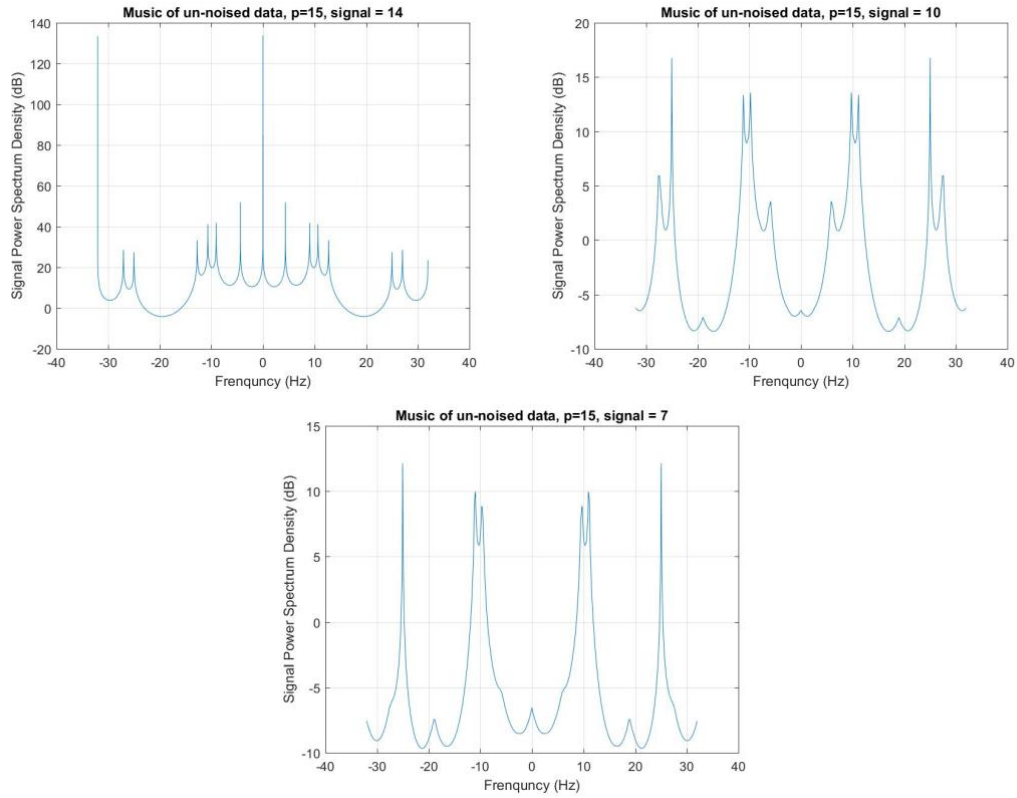 Music of un-noised data, p=15, signal = 14
140
120
100
80
60
40
20
0
-20
-40 -30 -20 -10 0 10 20 30 40
Signal Power Spectrum Density (dB)
Frenquncy (Hz)
Music of un-noised data, p=15, signal = 10
20
15
10
5
0
-5
-10
-40 -30 -20 -10 0 10 20 30 40
Signal Power Spectrum Density (dB)
Frenquncy (Hz)
Music of un-noised data, p=15, signal = 7
15
10
5
0
-5
-10
-40 -30 -20 -10 0 10 20 30 40
Signal Power Spectrum Density (dB)
Frenquncy (Hz)